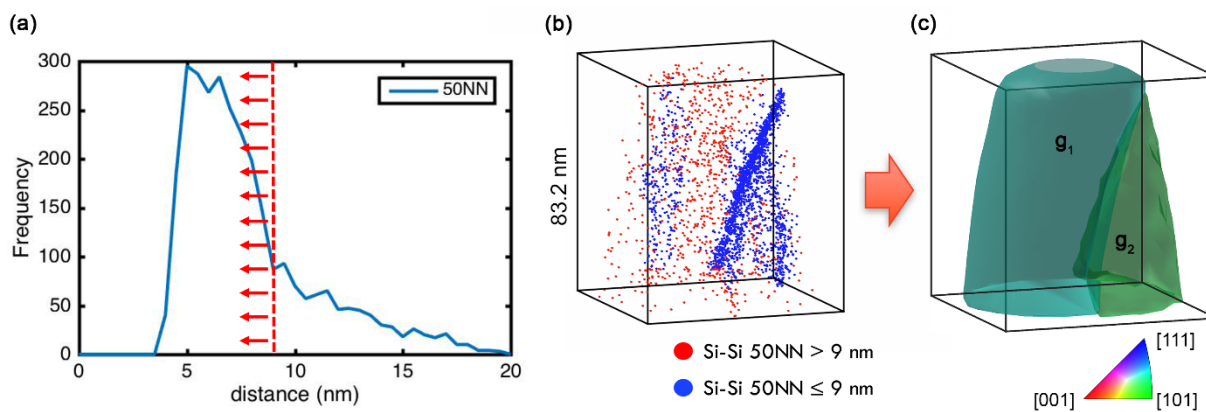 (a)
300
250
200
150
100
50
0
Frequency
0 5 10 15 20
distance (nm)
50NN
(b)
83.2 nm
Si-Si 50NN > 9 nm
Si-Si 50NN ≤ 9 nm
(c)
g1
g2
[111]
[001]
[101]